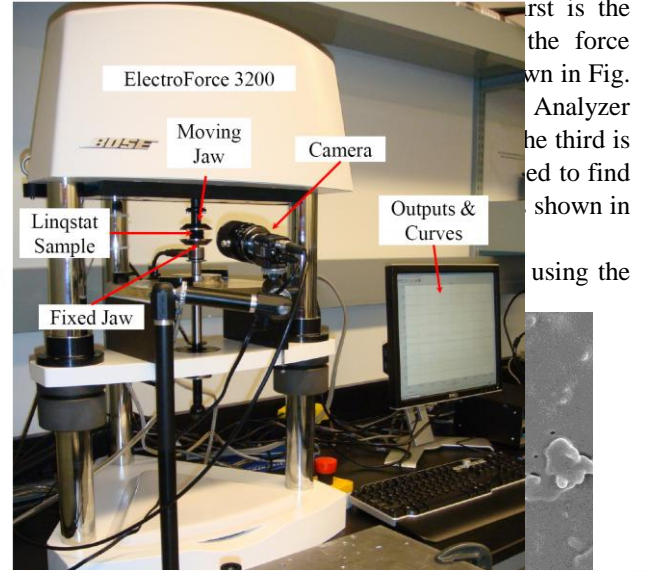 rst is the
the force
wn in Fig.
Analyzer
he third is
ed to find
shown in
using the
ElectroForce 3200
BOSE
Moving
Jaw
Camera
Linqstat
Sample
Outputs &
Curves
Fixed Jaw